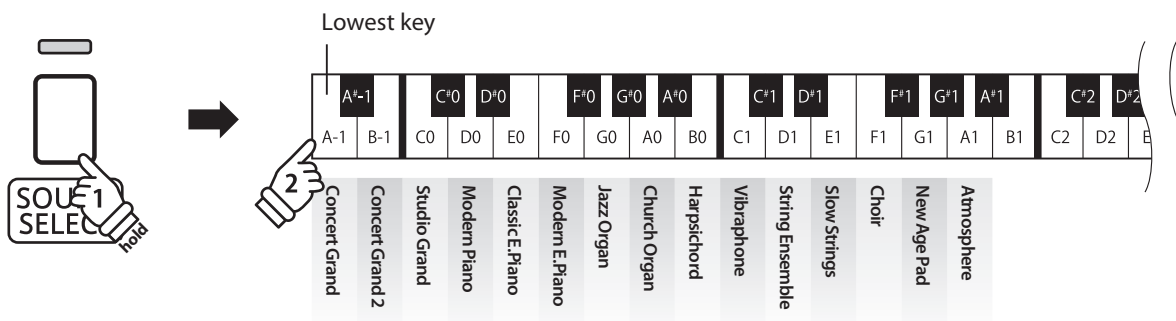 Lowest key
A#-1 C#0 D#0 F#0 G#0 A#0 C#1 D#1 F#1 G#1 A#1 C#2 D#2
A-1 B-1 C0 D0 E0 F0 G0 A0 B0 C1 D1 E1 F1 G1 A1 B1 C2 D2
1
hold
2
Concert Grand
Concert Grand 2
Studio Grand
Modern Piano
Classic E.Piano
Modern E.Piano
Jazz Organ
Church Organ
Harpsichord
Vibraphone
String Ensemble
Slow Strings
Choir
New Age Pad
Atmosphere